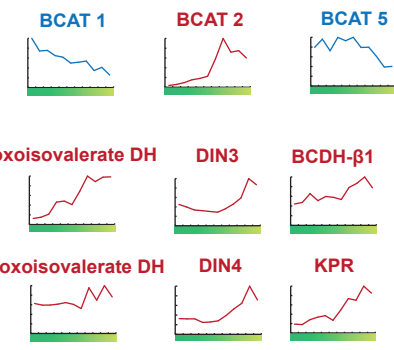 BCAT 1 BCAT 2 BCAT 5
oxoisovalerate DH DIN3 BCDH-β1
oxoisovalerate DH DIN4 KPR